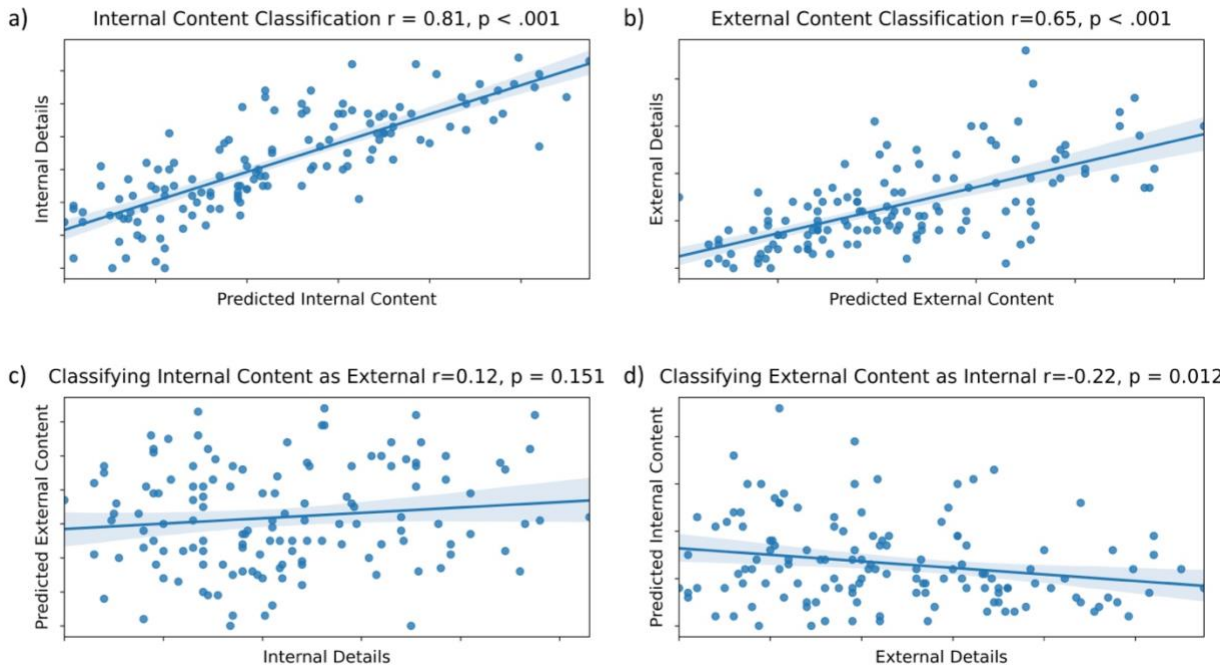 a) Internal Content Classification r = 0.81, p < .001
Internal Details
Predicted Internal Content
b) External Content Classification r=0.65, p < .001
External Details
Predicted External Content
c) Classifying Internal Content as External r=0.12, p = 0.151
Predicted External Content
Internal Details
d) Classifying External Content as Internal r=-0.22, p = 0.012
Predicted Internal Content
External Details